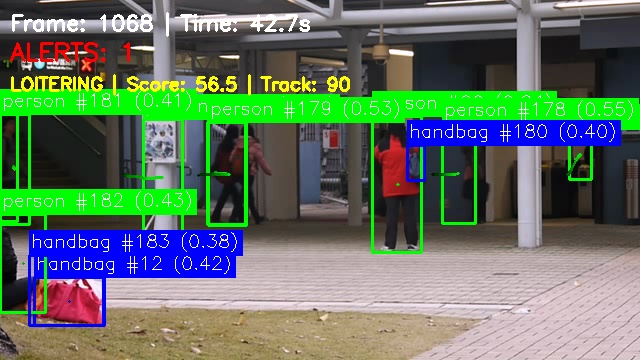 Frame: 1068 | Time: 42.7s
ALERTS: 1
LOITERING | Score: 56.5 | Track: 90
person #181 (0.41)
person #179 (0.53)
son
person #178 (0.55)
handbag #180 (0.40)
person #182 (0.43)
handbag #183 (0.38)
handbag #12 (0.42)